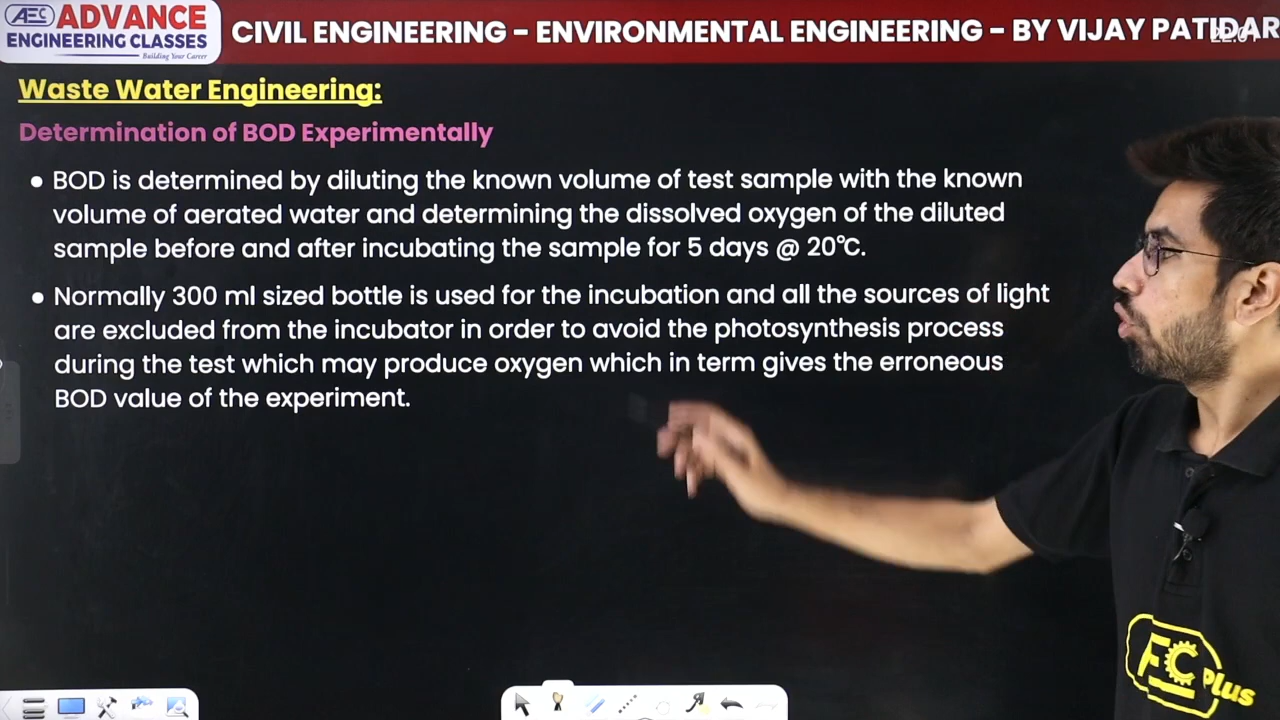 AEC ADVANCE
ENGINEERING CLASSES
Building Your Career
CIVIL ENGINEERING - ENVIRONMENTAL ENGINEERING - BY VIJAY PATIDAR
Waste Water Engineering:
Determination of BOD Experimentally
● BOD is determined by diluting the known volume of test sample with the known
volume of aerated water and determining the dissolved oxygen of the diluted
sample before and after incubating the sample for 5 days @ 20℃.
● Normally 300 ml sized bottle is used for the incubation and all the sources of light
are excluded from the incubator in order to avoid the photosynthesis process
during the test which may produce oxygen which in term gives the erroneous
BOD value of the experiment.
Plus